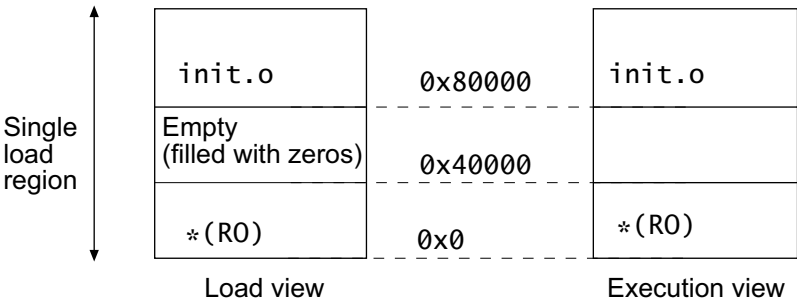 init.o
0x80000
init.o
Single
load
region
Empty
(filled with zeros)
0x40000
*(RO)
0x0
*(RO)
Load view
Execution view